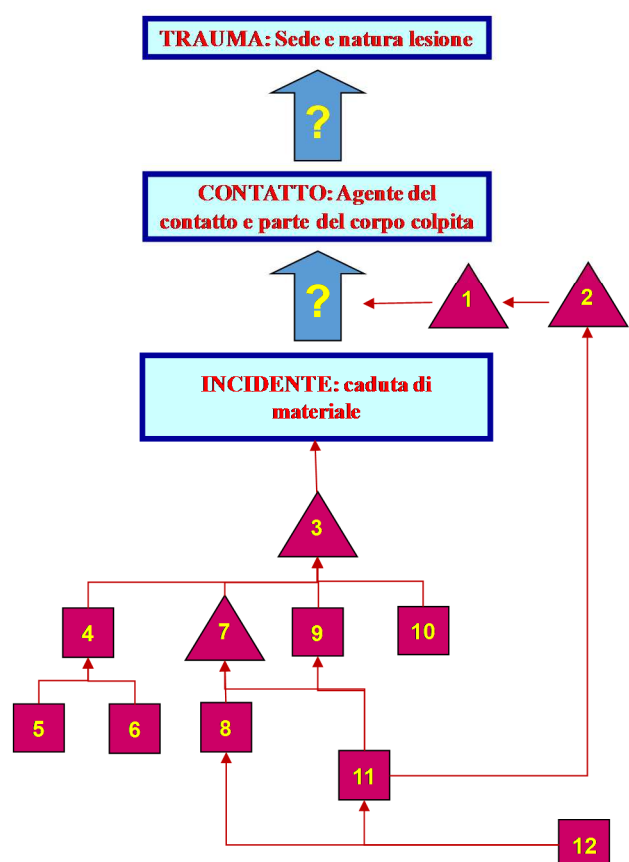 TRAUMA: Sede e natura lesione
?
CONTATTO: Agente del
contatto e parte del corpo colpita
?
1
2
INCIDENTE: caduta di
materiale
3
4
7
9
10
5
6
8
11
12